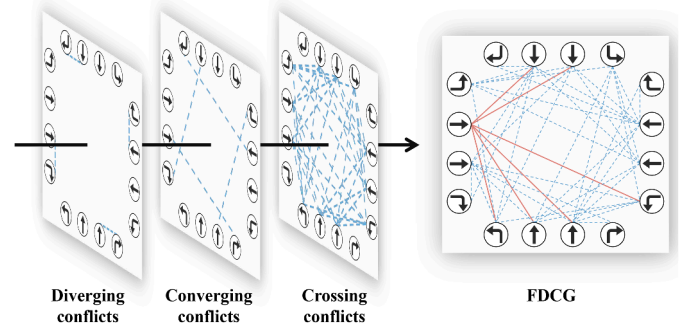 Diverging
conflicts
Converging
conflicts
Crossing
conflicts
FDCG